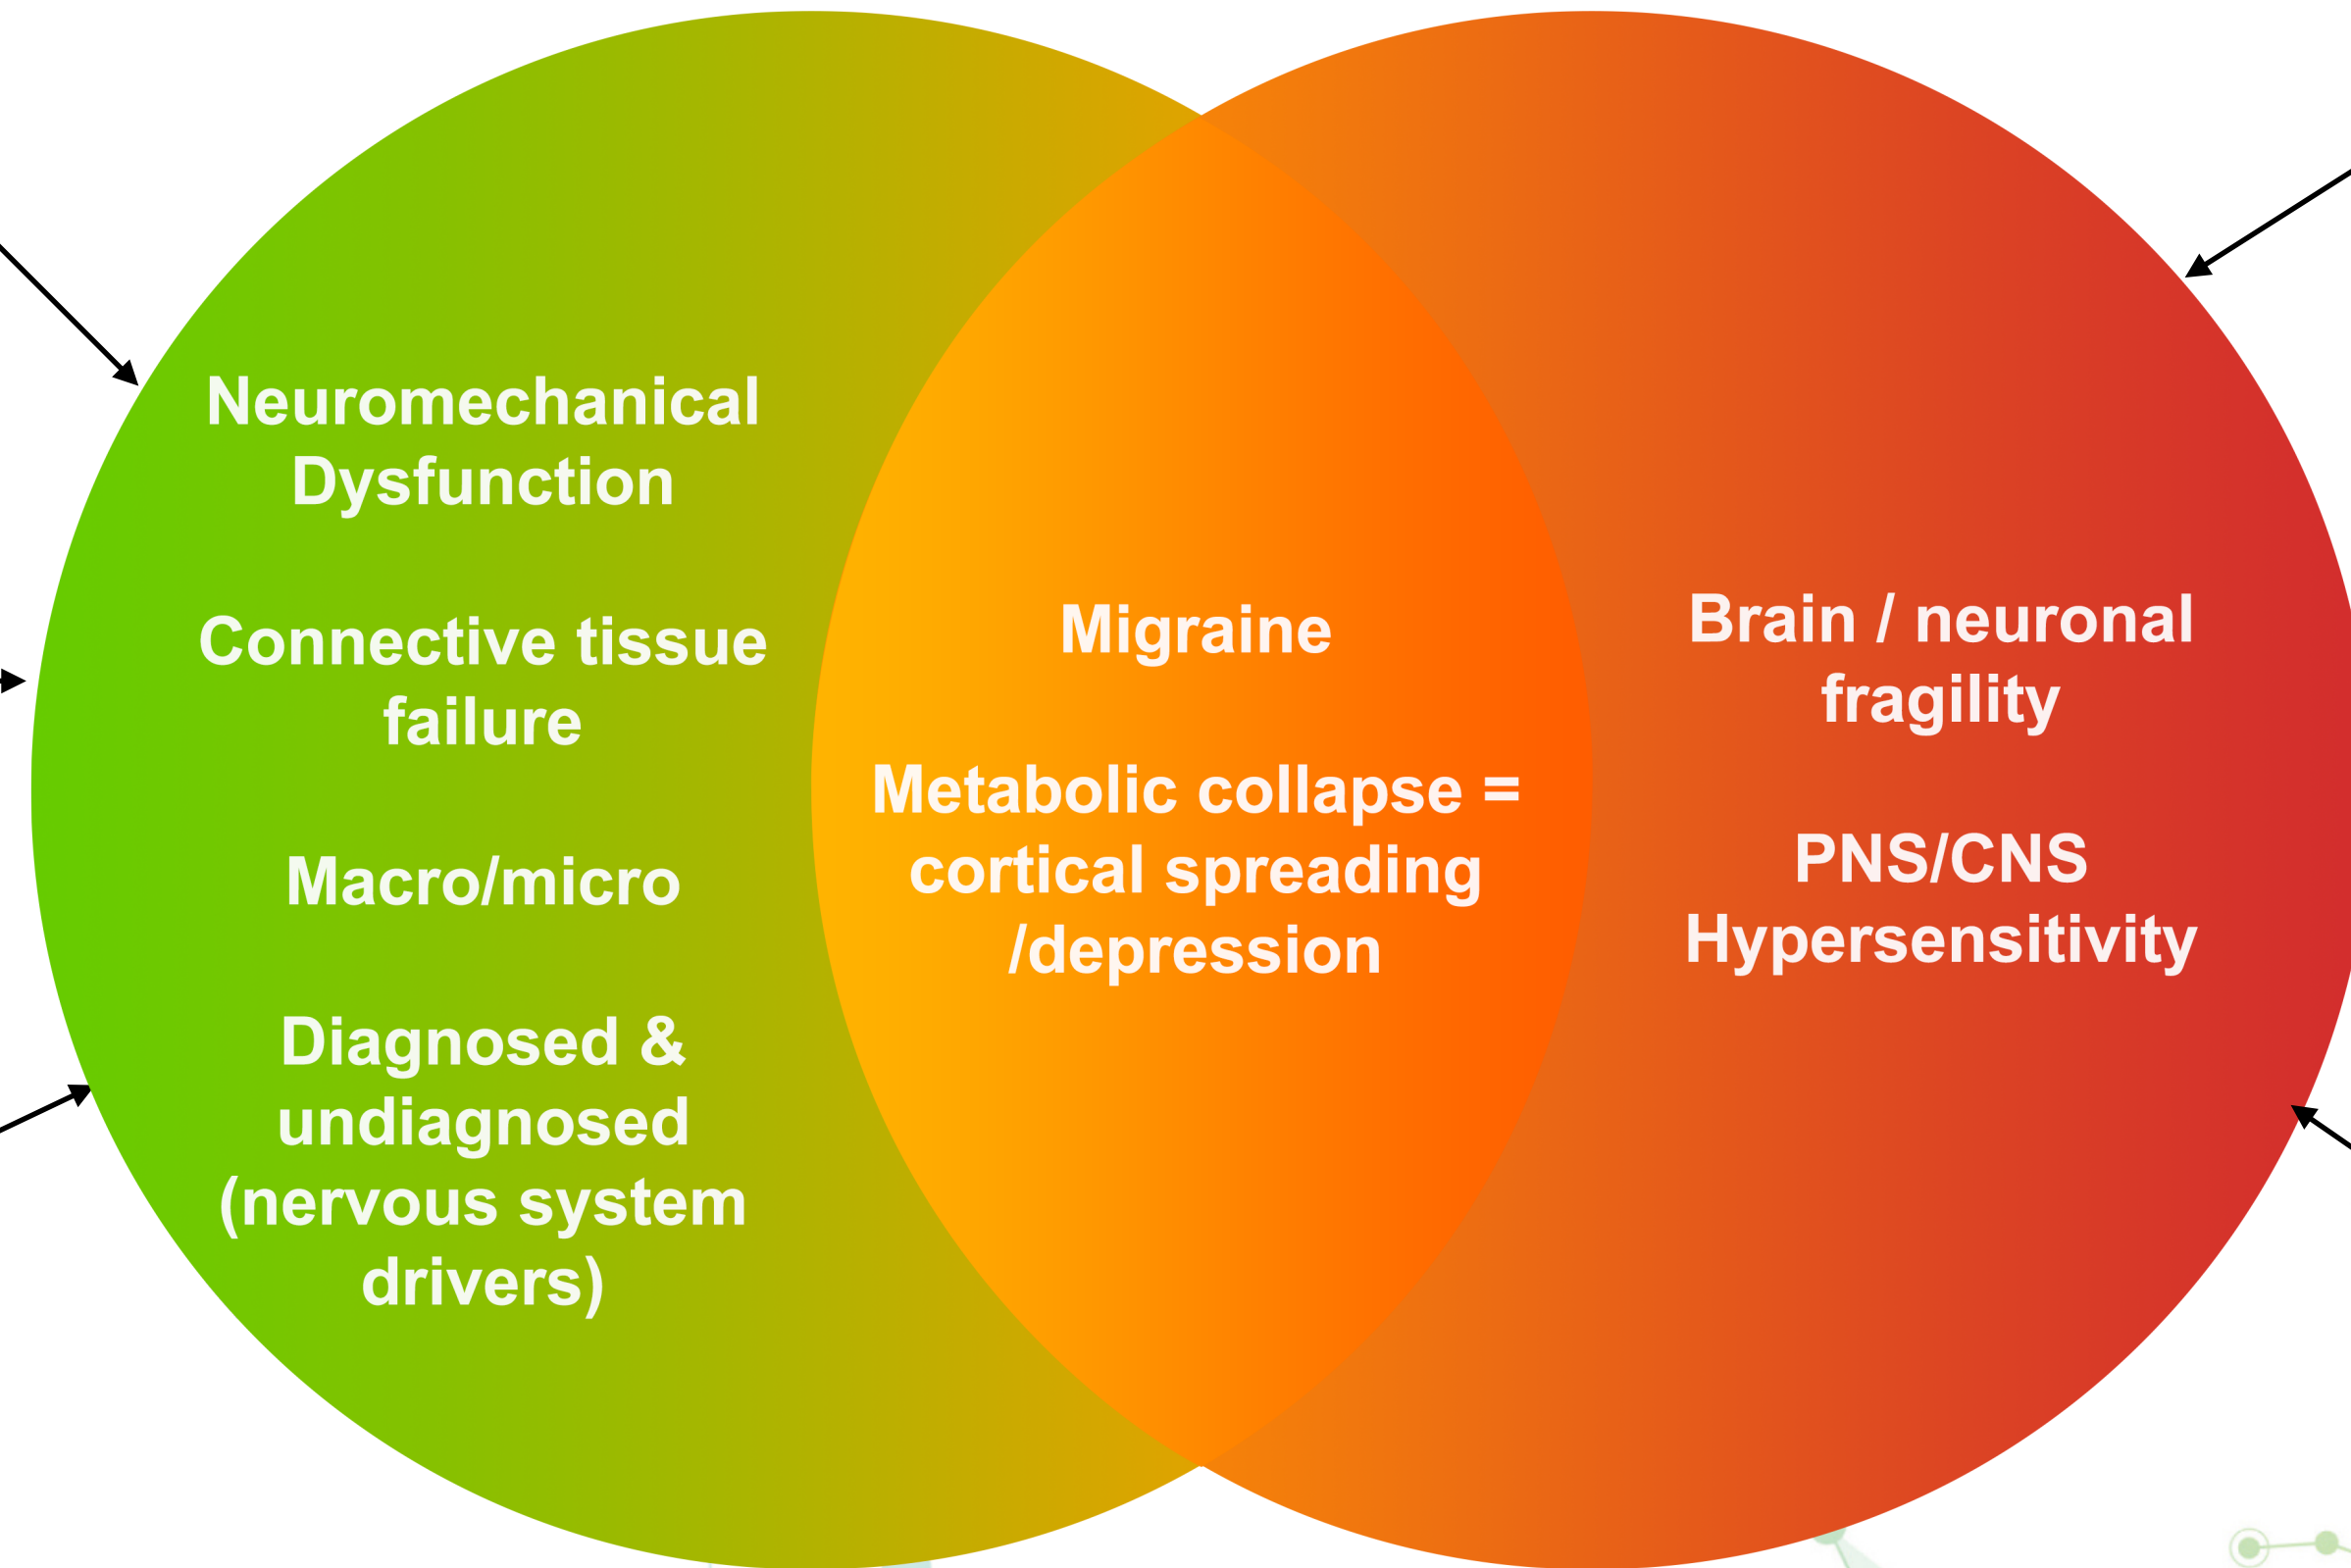 Neuromechanical
Dysfunction
Connective tissue
failure
Macro/micro
Diagnosed &
undiagnosed
(nervous system
drivers)
Migraine
Metabolic collapse =
cortical spreading
/depression
Brain / neuronal
fragility
PNS/CNS
Hypersensitivity